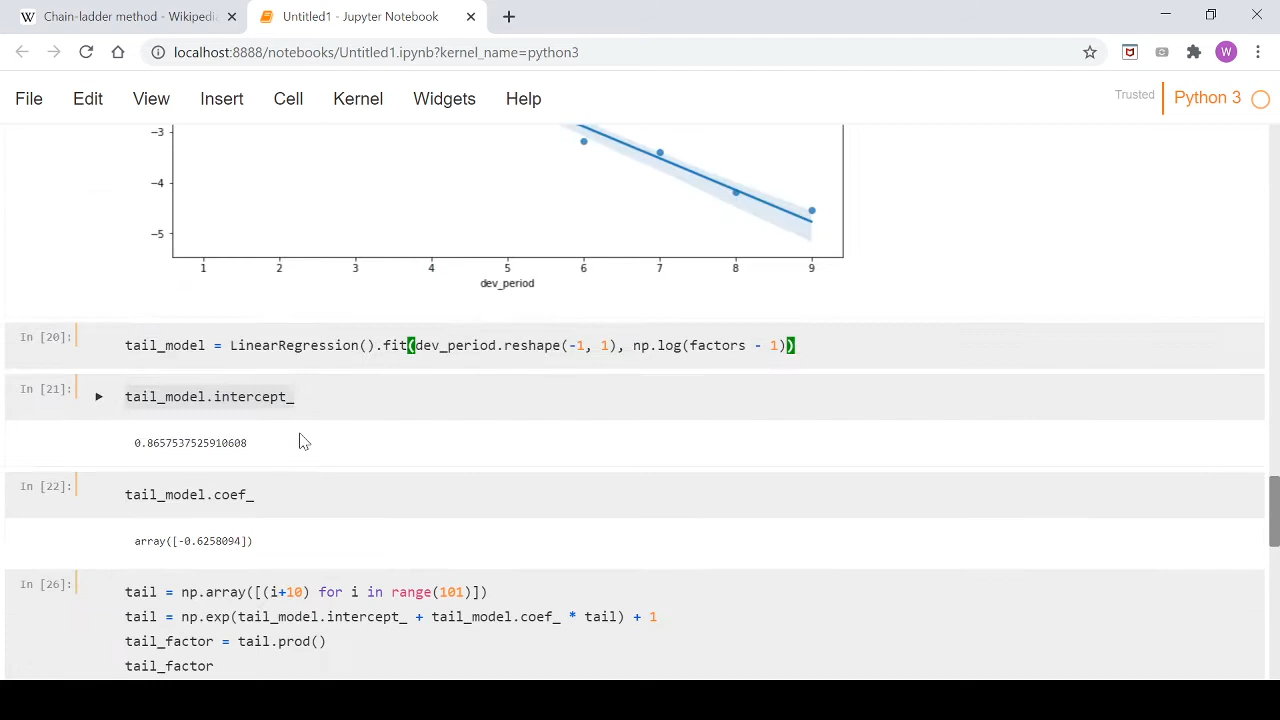 Chain-ladder method - Wikipedia
Untitled1 - Jupyter Notebook
localhost:8888/notebooks/Untitled1.ipynb?kernel_name=python3
W
File Edit View Insert Cell Kernel Widgets Help
Trusted
Python 3
−3
−4
−5
1 2 3 4 5 6 7 8 9
dev_period
In [20]: tail_model = LinearRegression().fit(dev_period.reshape(-1, 1), np.log(factors - 1))
In [21]: tail_model.intercept_
0.8657537525910608
In [22]: tail_model.coef_
array([-0.6258094])
In [26]: tail = np.array([(i+10) for i in range(101)])
tail = np.exp(tail_model.intercept_ + tail_model.coef_ * tail) + 1
tail_factor = tail.prod()
tail_factor